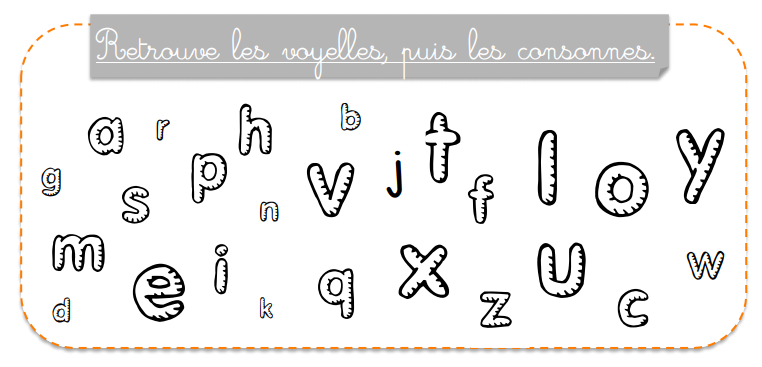 Retrouve les voyelles, puis les consonnes.
a r h b j t l o y
g s p n v f
m e i q x z u c w
d k